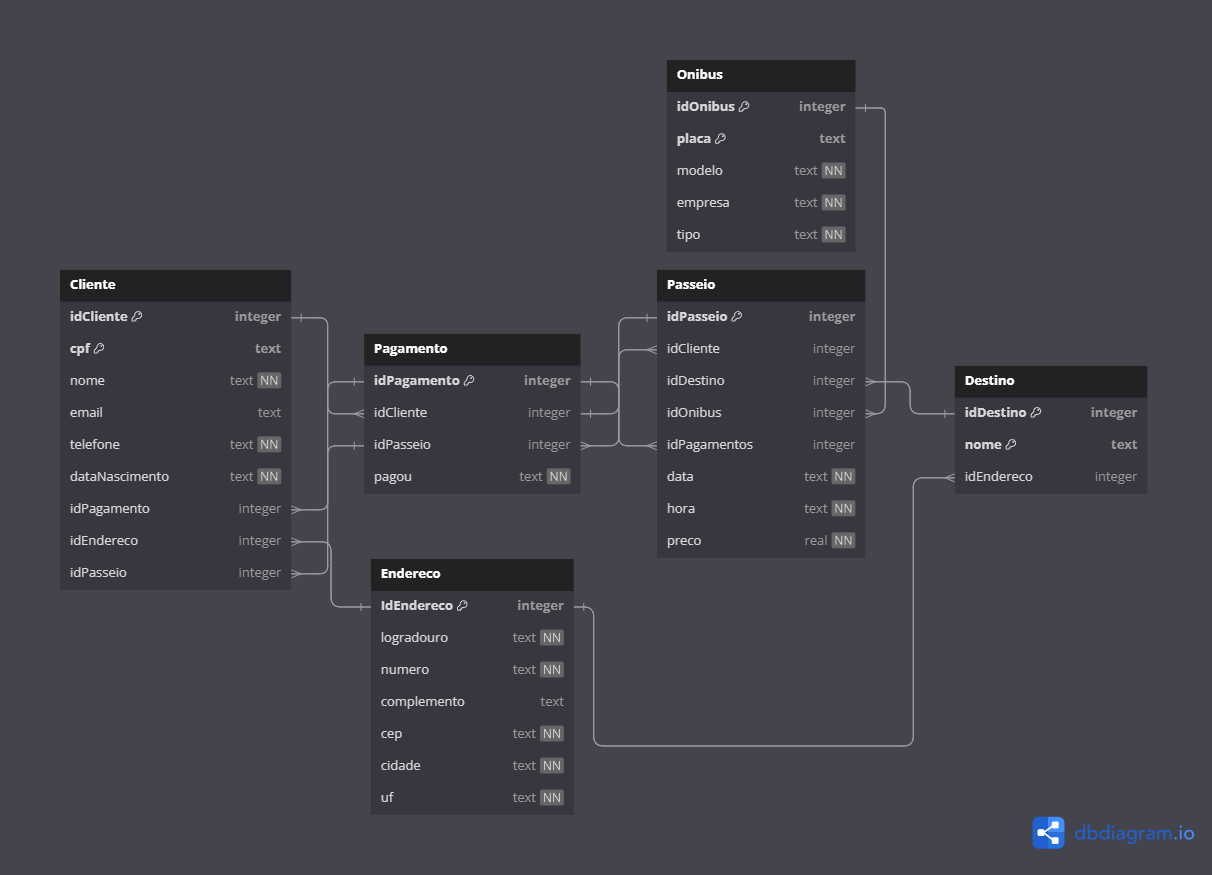 Onibus
idOnibus integer
placa text
modelo text NN
empresa text NN
tipo text NN
Cliente
idCliente integer
cpf text
nome text NN
email text
telefone text NN
dataNascimento text NN
idPagamento integer
idEndereco integer
idPasseio integer
Pagamento
idPagamento integer
idCliente integer
idPasseio integer
pagou text NN
Passeio
idPasseio integer
idCliente integer
idDestino integer
idOnibus integer
idPagamentos integer
data text NN
hora text NN
preco real NN
Destino
idDestino integer
nome text
idEndereco integer
Endereco
IdEndereco integer
logradouro text NN
numero text NN
complemento text
cep text NN
cidade text NN
uf text NN
dbdiagram.io